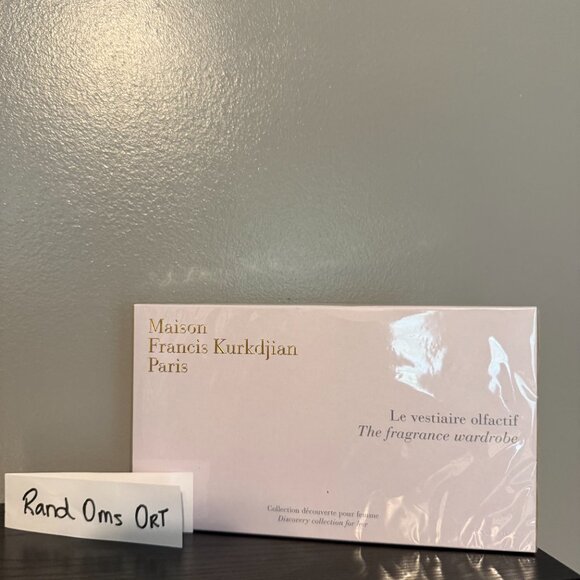 Maison
Francis Kurkdjian
Paris
Le vestiaire olfactif
The fragrance wardrobe
Collection découverte pour femme
Discovery collection for her
Rand Oms ORT